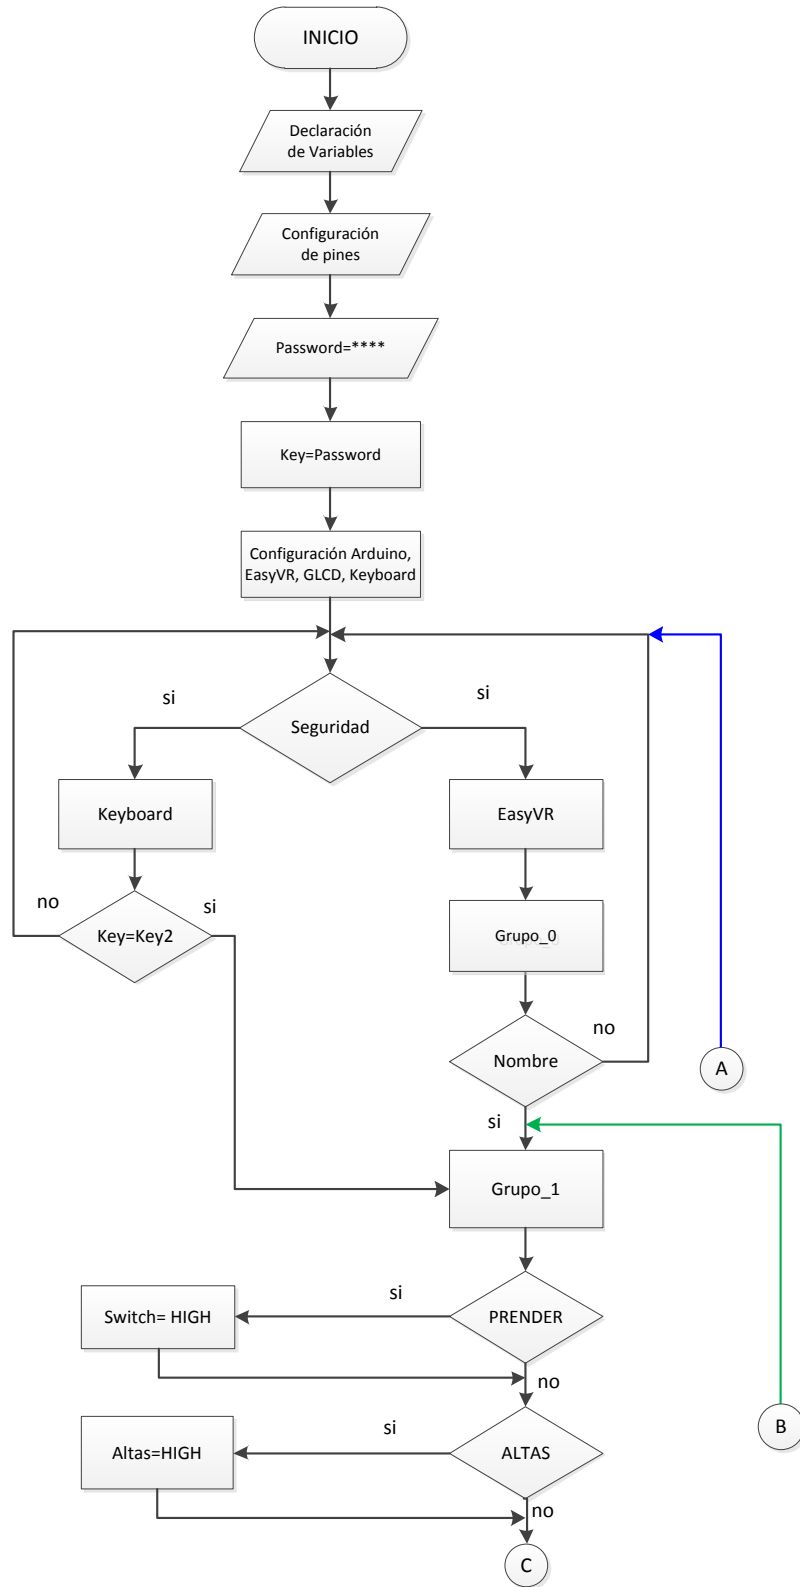 INICIO
Declaración
de Variables
Configuración
de pines
Password=****
Key=Password
Configuración Arduino,
EasyVR, GLCD, Keyboard
si
si
Seguridad
Keyboard
EasyVR
no
si
Key=Key2
Grupo_0
no
Nombre
A
si
Grupo_1
si
Switch= HIGH
PRENDER
no
si
B
Altas=HIGH
ALTAS
no
C